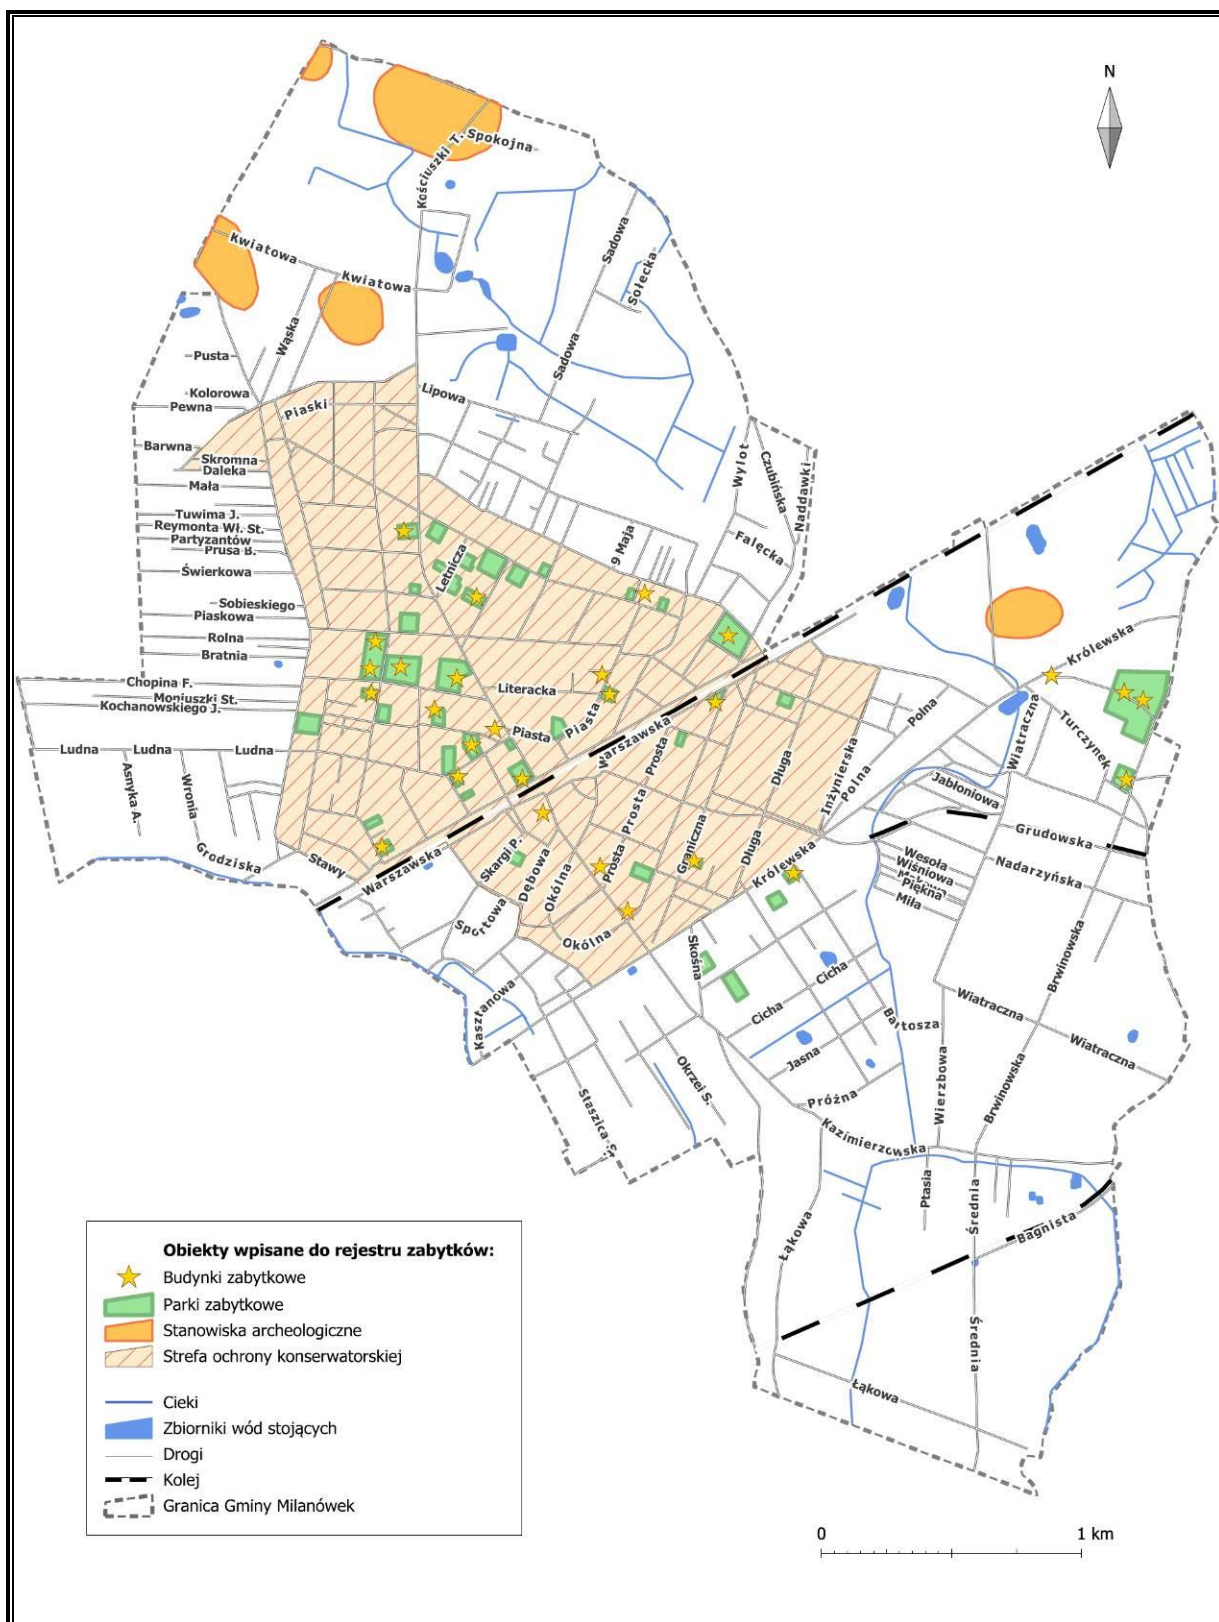 N
Kościuszki T.
Spokojna
Kwiatowa
Kwiatowa
Sadowa
Sołecka
Wąska
Sadowa
Pusta
Kolorowa
Pewna
Piaski
Lipowa
Barwna
Skromna
Daleka
Mała
Tuwima J.
Reymonta Wł. St.
Partyzantów
Prusa B.
Świerkowa
Sobieskiego
Piaskowa
Rolna
Bratnia
Chopina F.
Moniuszki St.
Kochanowskiego J.
Wylot
Czubińska
Naddawki
Falęcka
9 Maja
Letnicza
Literacka
Piasta
Piasta
Warszawska
Królewska
Turczynek
Wiatraczna
Polna
Inżynierska
Polna
Długa
Prosta
Prosta
Prosta
Graniczna
Długa
Królewska
Jabłoniowa
Grudowska
Nadarzyńska
Wesoła
Wiśniowa
Piękna
Miła
Ludna
Ludna
Ludna
Asnyka A.
Wronia
Grodziska
Stawy
Warszawska
Skargi P.
Dębowa
Okólna
Sportowa
Okólna
Skośna
Kasztanowa
Cicha
Cicha
Bartosza
Jasna
Próżna
Brwinowska
Wiatraczna
Wiatraczna
Wierzbowa
Brwinowska
Okrzei S.
Staszica S.
Kazimierzowska
Ptasia
Średnia
Bagnista
Łąkowa
Średnia
Łąkowa
Obiekty wpisane do rejestru zabytków:
Budynki zabytkowe
Parki zabytkowe
Stanowiska archeologiczne
Strefa ochrony konserwatorskiej
Cieki
Zbiorniki wód stojących
Drogi
Kolej
Granica Gminy Milanówek
0 1 km